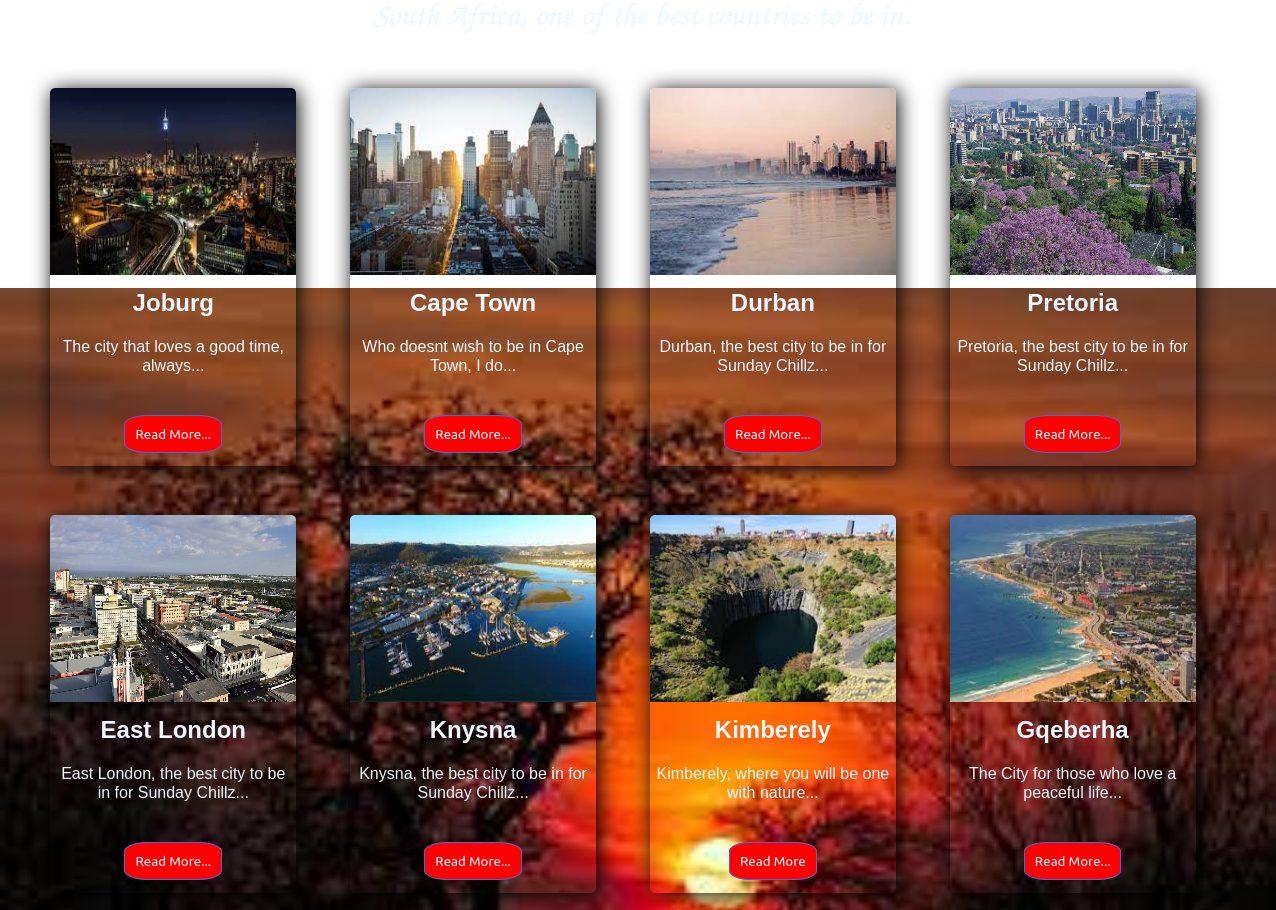 South Africa, one of the best countries to be in.
Joburg
The city that loves a good time,
always...
Read More...
Cape Town
Who doesnt wish to be in Cape
Town, I do...
Read More...
Durban
Durban, the best city to be in for
Sunday Chillz...
Read More...
Pretoria
Pretoria, the best city to be in for
Sunday Chillz...
Read More...
East London
East London, the best city to be
in for Sunday Chillz...
Read More...
Knysna
Knysna, the best city to be in for
Sunday Chillz...
Read More...
Kimberely
Kimberely, where you will be one
with nature...
Read More
Gqeberha
The City for those who love a
peaceful life...
Read More...